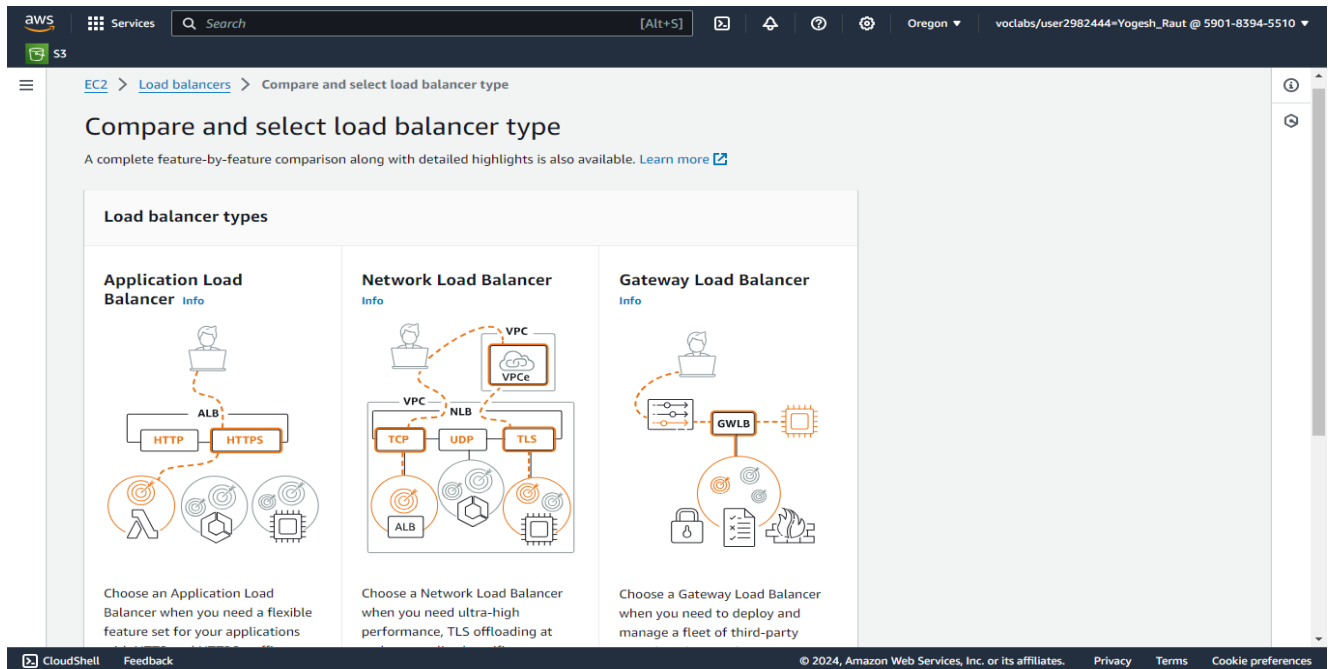 aws
Services
Search
[Alt+S]
Oregon
voclabs/user2982444=Yogesh_Raut @ 5901-8394-5510
S3
EC2 > Load balancers > Compare and select load balancer type
Compare and select load balancer type
A complete feature-by-feature comparison along with detailed highlights is also available. Learn more
Load balancer types
Application Load
Balancer Info
ALB
HTTP
HTTPS
Choose an Application Load
Balancer when you need a flexible
feature set for your applications
Network Load Balancer
Info
VPC
VPCe
VPC
NLB
TCP
UDP
TLS
ALB
Choose a Network Load Balancer
when you need ultra-high
performance, TLS offloading at
Gateway Load Balancer
Info
GWLB
Choose a Gateway Load Balancer
when you need to deploy and
manage a fleet of third-party
CloudShell
Feedback
© 2024, Amazon Web Services, Inc. or its affiliates.
Privacy
Terms
Cookie preferences